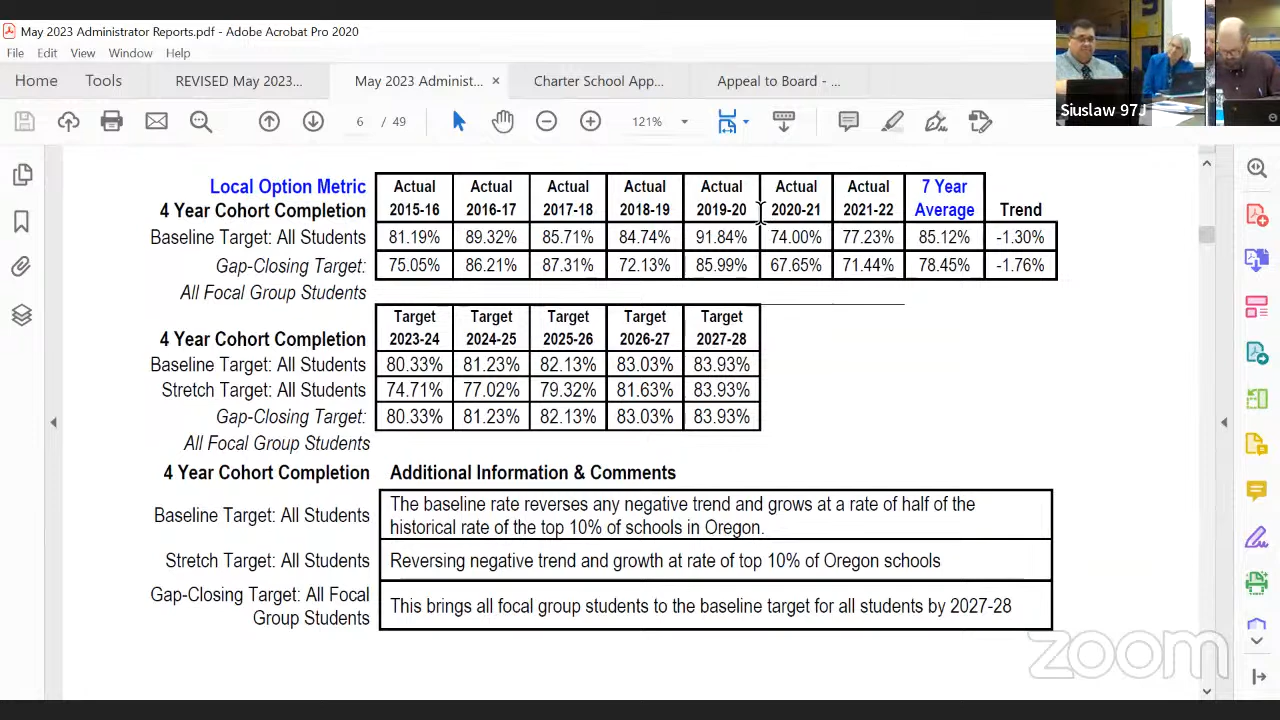 May 2023 Administrator Reports.pdf - Adobe Acrobat Pro 2020
File Edit View Window Help
Home Tools REVISED May 2023... May 2023 Administ... × Charter School App... Appeal to Board - ...
6 / 49 121%
Siuslaw 97J
Local Option Metric Actual Actual Actual Actual Actual Actual Actual 7 Year
4 Year Cohort Completion 2015-16 2016-17 2017-18 2018-19 2019-20 2020-21 2021-22 Average Trend
Baseline Target: All Students 81.19% 89.32% 85.71% 84.74% 91.84% 74.00% 77.23% 85.12% -1.30%
Gap-Closing Target: 75.05% 86.21% 87.31% 72.13% 85.99% 67.65% 71.44% 78.45% -1.76%
All Focal Group Students
Target Target Target Target Target
4 Year Cohort Completion 2023-24 2024-25 2025-26 2026-27 2027-28
Baseline Target: All Students 80.33% 81.23% 82.13% 83.03% 83.93%
Stretch Target: All Students 74.71% 77.02% 79.32% 81.63% 83.93%
Gap-Closing Target: 80.33% 81.23% 82.13% 83.03% 83.93%
All Focal Group Students
4 Year Cohort Completion Additional Information & Comments
Baseline Target: All Students The baseline rate reverses any negative trend and grows at a rate of half of the
historical rate of the top 10% of schools in Oregon.
Stretch Target: All Students Reversing negative trend and growth at rate of top 10% of Oregon schools
Gap-Closing Target: All Focal
Group Students This brings all focal group students to the baseline target for all students by 2027-28
zoom